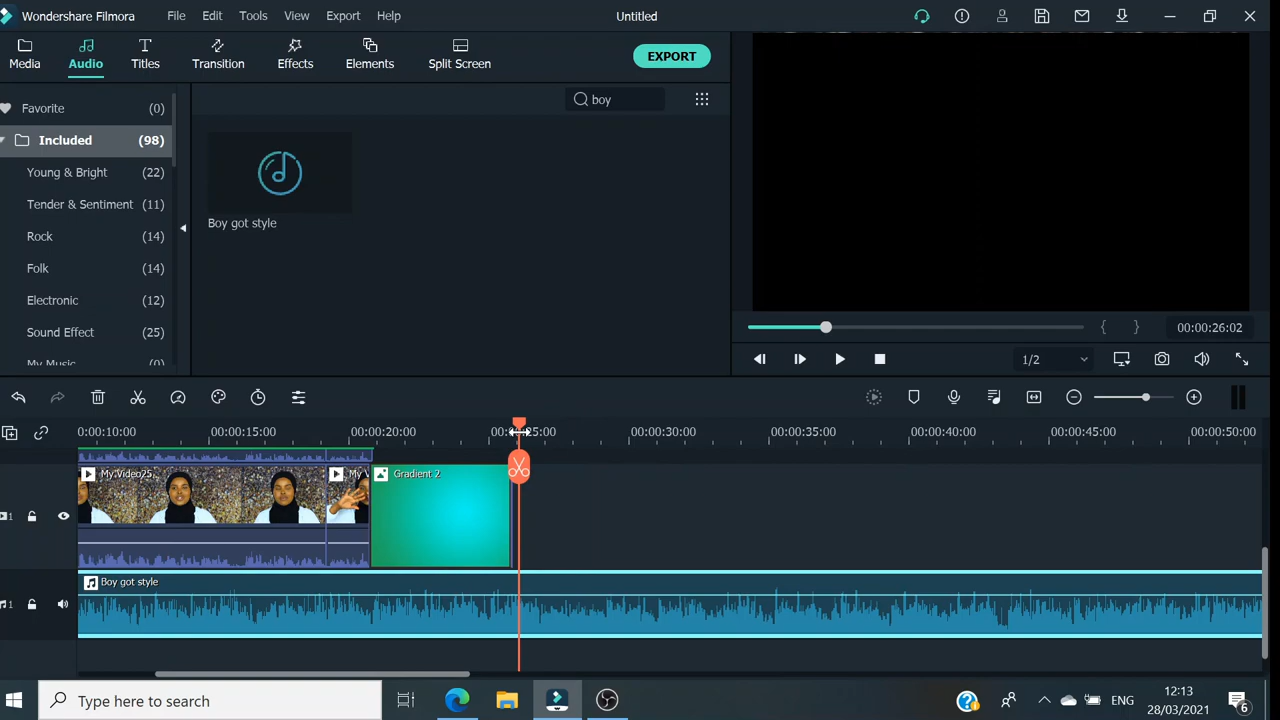 Wondershare Filmora File Edit Tools View Export Help Untitled
Media Audio Titles Transition Effects Elements Split Screen EXPORT
Favorite (0)
Included (98)
Young & Bright (22)
Tender & Sentiment (11)
Rock (14)
Folk (14)
Electronic (12)
Sound Effect (25)
My Music (0)
boy
Boy got style
00:00:26:02
1/2
0:00:10:00 00:00:15:00 00:00:20:00 00:00:25:00 00:00:30:00 00:00:35:00 00:00:40:00 00:00:45:00 00:00:50:00
My Video25 My V Gradient 2
1
Boy got style
1
Type here to search
ENG
12:13
28/03/2021
6